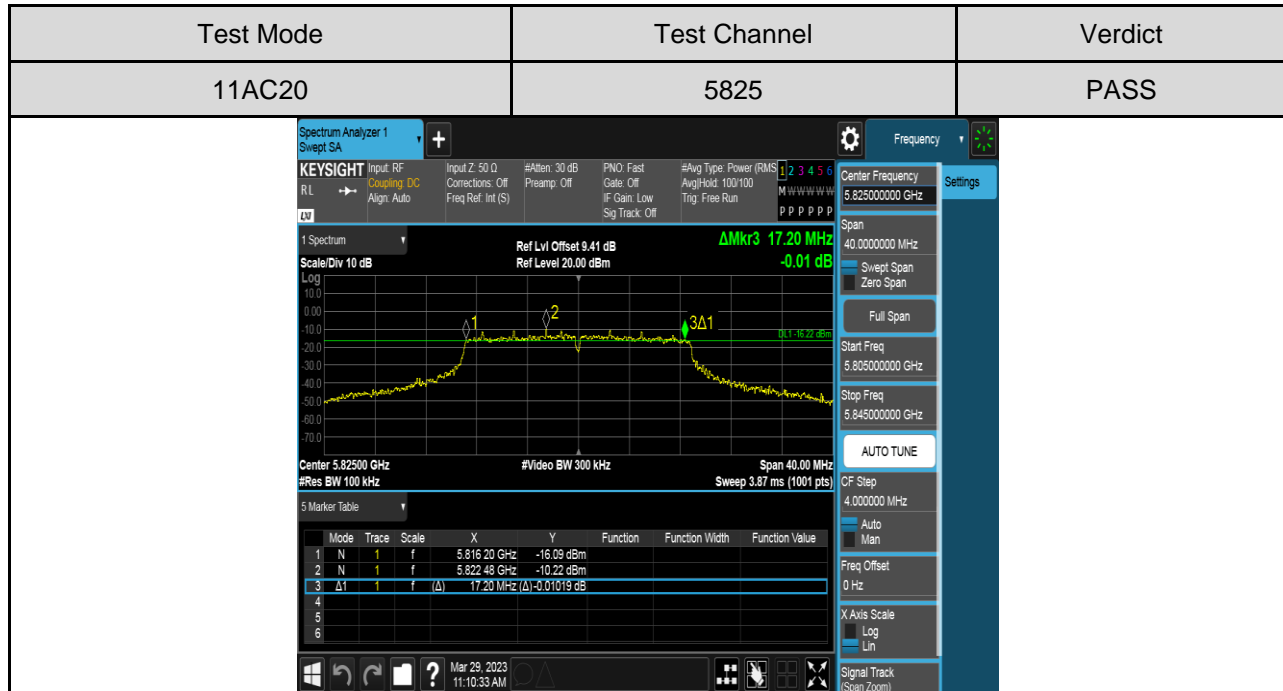 Test Mode Test Channel Verdict
11AC20 5825 PASS
Spectrum Analyzer 1
Swept SA
+
Frequency
KEYSIGHT
RL
LXI
Input: RF
Coupling: DC
Align: Auto
Input Z: 50 Ω
Corrections: Off
Freq Ref: Int (S)
#Atten: 30 dB
Preamp: Off
PNO: Fast
Gate: Off
IF Gain: Low
Sig Track: Off
#Avg Type: Power (RMS
Avg|Hold: 100/100
Trig: Free Run
1 2 3 4 5 6
M W W W W W
P P P P P P
1 Spectrum
Scale/Div 10 dB
Ref Lvl Offset 9.41 dB
Ref Level 20.00 dBm
ΔMkr3 17.20 MHz
-0.01 dB
Log
10.0
0.00
-10.0
-20.0
-30.0
-40.0
-50.0
-60.0
-70.0
1
2
3Δ1
DL1 -16.22 dBm
Center 5.82500 GHz
#Res BW 100 kHz
#Video BW 300 kHz
Span 40.00 MHz
Sweep 3.87 ms (1001 pts)
5 Marker Table
Mode Trace Scale X Y Function Function Width Function Value
1 N 1 f 5.816 20 GHz -16.09 dBm
2 N 1 f 5.822 48 GHz -10.22 dBm
3 Δ1 1 f (Δ) 17.20 MHz (Δ) -0.01019 dB
4
5
6
?
Mar 29, 2023
11:10:33 AM
Center Frequency
5.825000000 GHz
Span
40.0000000 MHz
Swept Span
Zero Span
Full Span
Start Freq
5.805000000 GHz
Stop Freq
5.845000000 GHz
AUTO TUNE
CF Step
4.000000 MHz
Auto
Man
Freq Offset
0 Hz
X Axis Scale
Log
Lin
Signal Track
(Span Zoom)
Settings